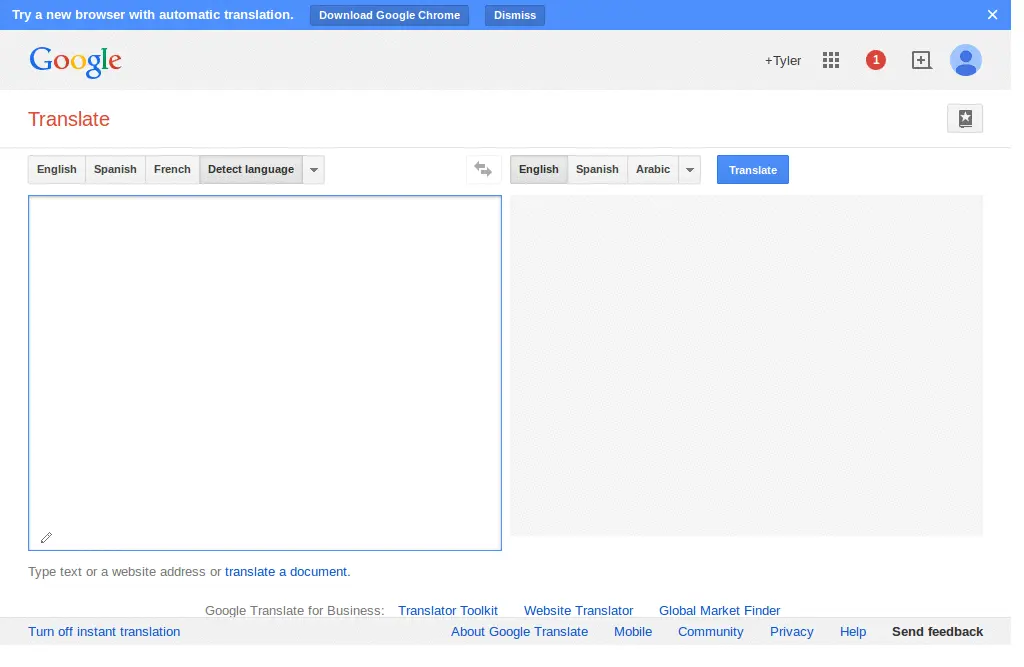 Try a new browser with automatic translation. Download Google Chrome Dismiss
Google +Tyler 1
Translate
English Spanish French Detect language English Spanish Arabic Translate
Type text or a website address or translate a document.
Google Translate for Business: Translator Toolkit Website Translator Global Market Finder
Turn off instant translation About Google Translate Mobile Community Privacy Help Send feedback